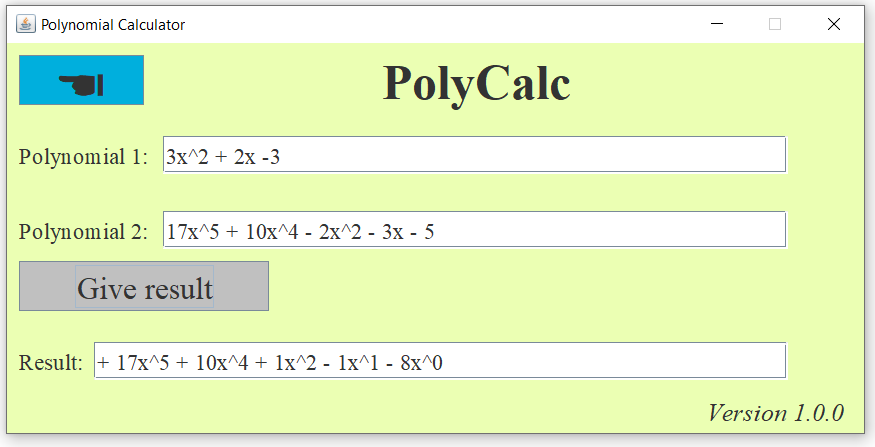 Polynomial Calculator
PolyCalc
Polynomial 1: 3x^2 + 2x -3
Polynomial 2: 17x^5 + 10x^4 - 2x^2 - 3x - 5
Give result
Result: + 17x^5 + 10x^4 + 1x^2 - 1x^1 - 8x^0
Version 1.0.0